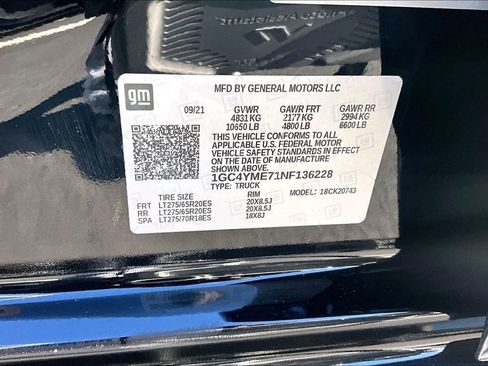 gm
MFD BY GENERAL MOTORS LLC
09/21 GVWR GAWR FRT GAWR RR
4831 KG 2177 KG 2994 KG
10650 LB 4800 LB 6600 LB
THIS VEHICLE CONFORMS TO ALL
APPLICABLE U.S. FEDERAL MOTOR
VEHICLE SAFETY STANDARDS IN EFFECT
ON THE DATE OF MANUFACTURE
SHOWN ABOVE.
1GC4YME71NF136228
TYPE: TRUCK MODEL: 18CK20743
TIRE SIZE RIM
FRT LT275/65R20ES 20X8.5J
RR LT275/65R20ES 20X8.5J
SPA LT275/70R18ES 18X8J